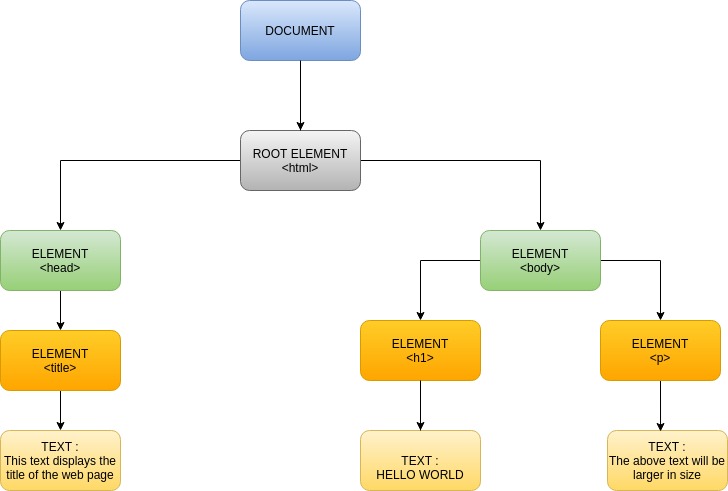 DOCUMENT
ROOT ELEMENT
<html>
ELEMENT
<head>
ELEMENT
<body>
ELEMENT
<title>
ELEMENT
<h1>
ELEMENT
<p>
TEXT :
This text displays the
title of the web page
TEXT :
HELLO WORLD
TEXT :
The above text will be
larger in size